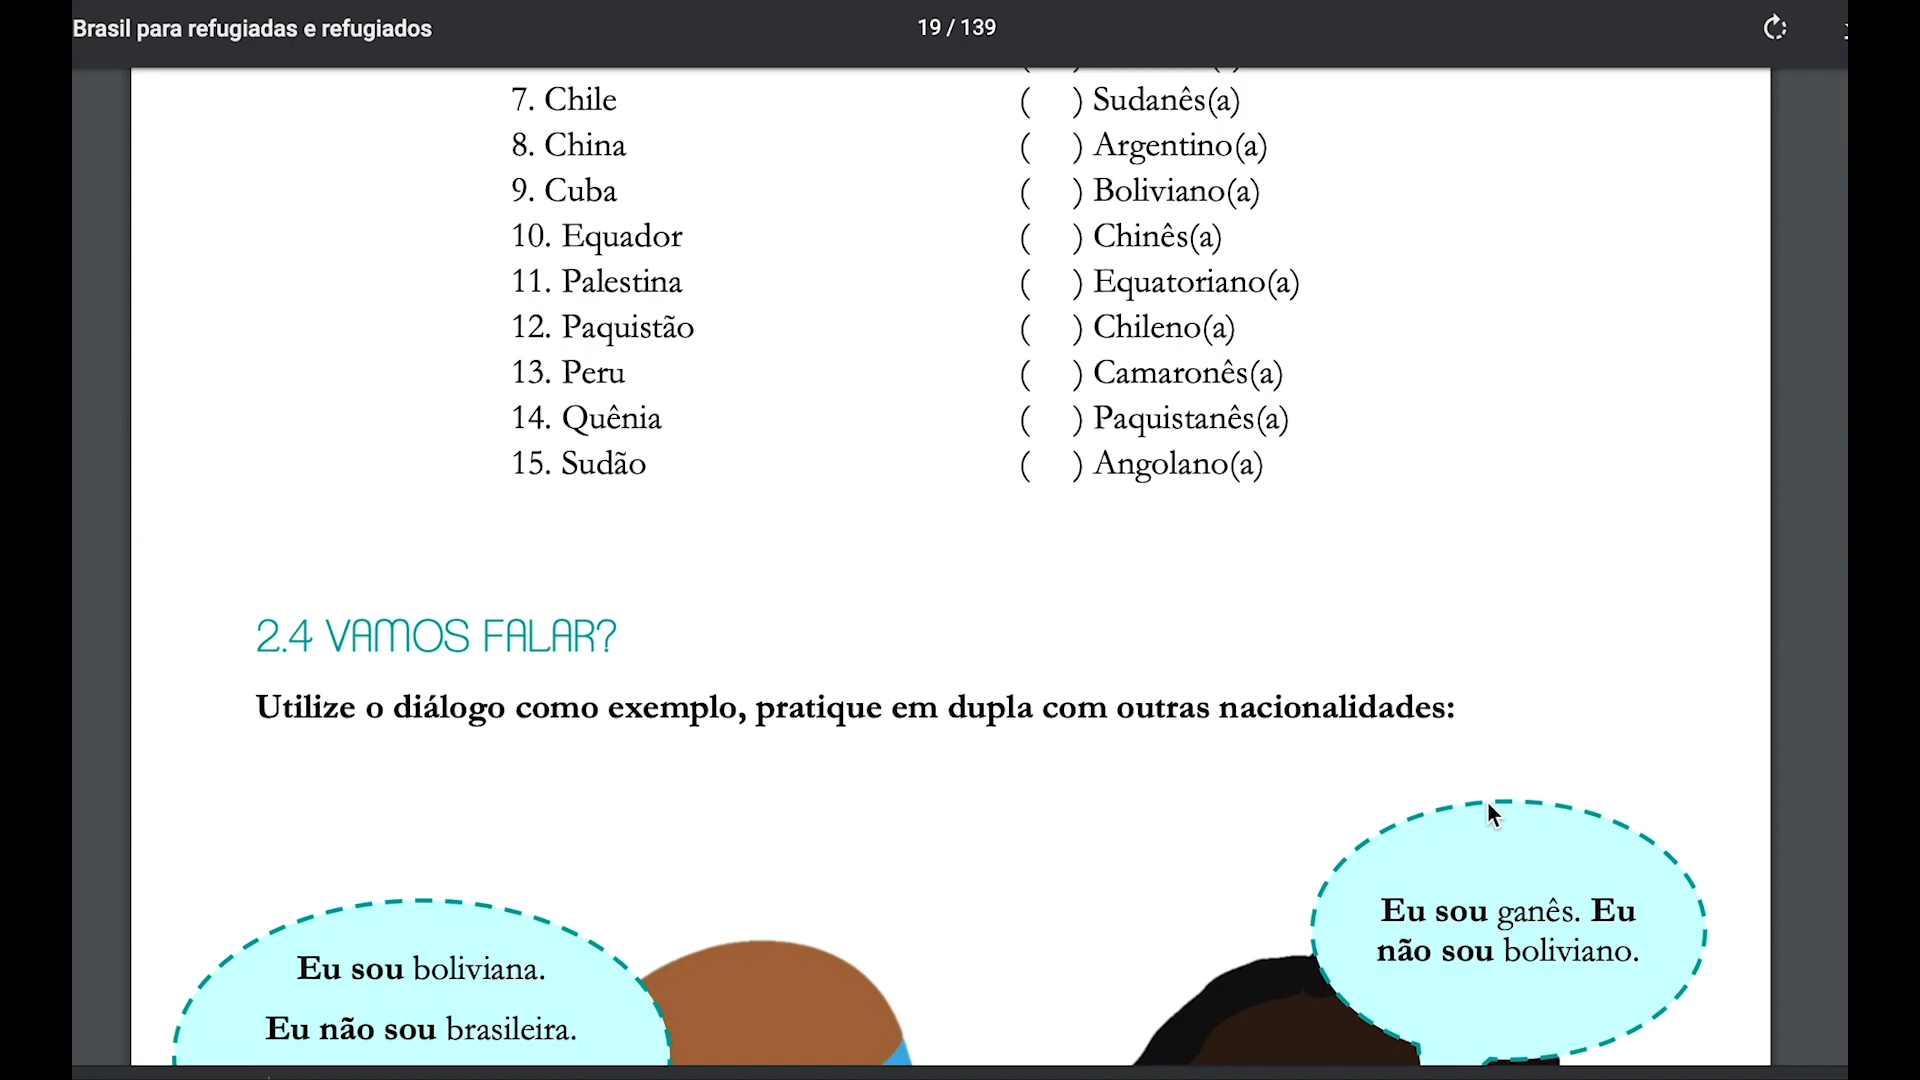 Brasil para refugiadas e refugiados
19 / 139
7. Chile
( ) Sudanês(a)
8. China
( ) Argentino(a)
9. Cuba
( ) Boliviano(a)
10. Equador
( ) Chinês(a)
11. Palestina
( ) Equatoriano(a)
12. Paquistão
( ) Chileno(a)
13. Peru
( ) Camaronês(a)
14. Quênia
( ) Paquistanês(a)
15. Sudão
( ) Angolano(a)
2.4 VAMOS FALAR?
Utilize o diálogo como exemplo, pratique em dupla com outras nacionalidades:
Eu sou ganês. Eu
não sou boliviano.
Eu sou boliviana.
Eu não sou brasileira.